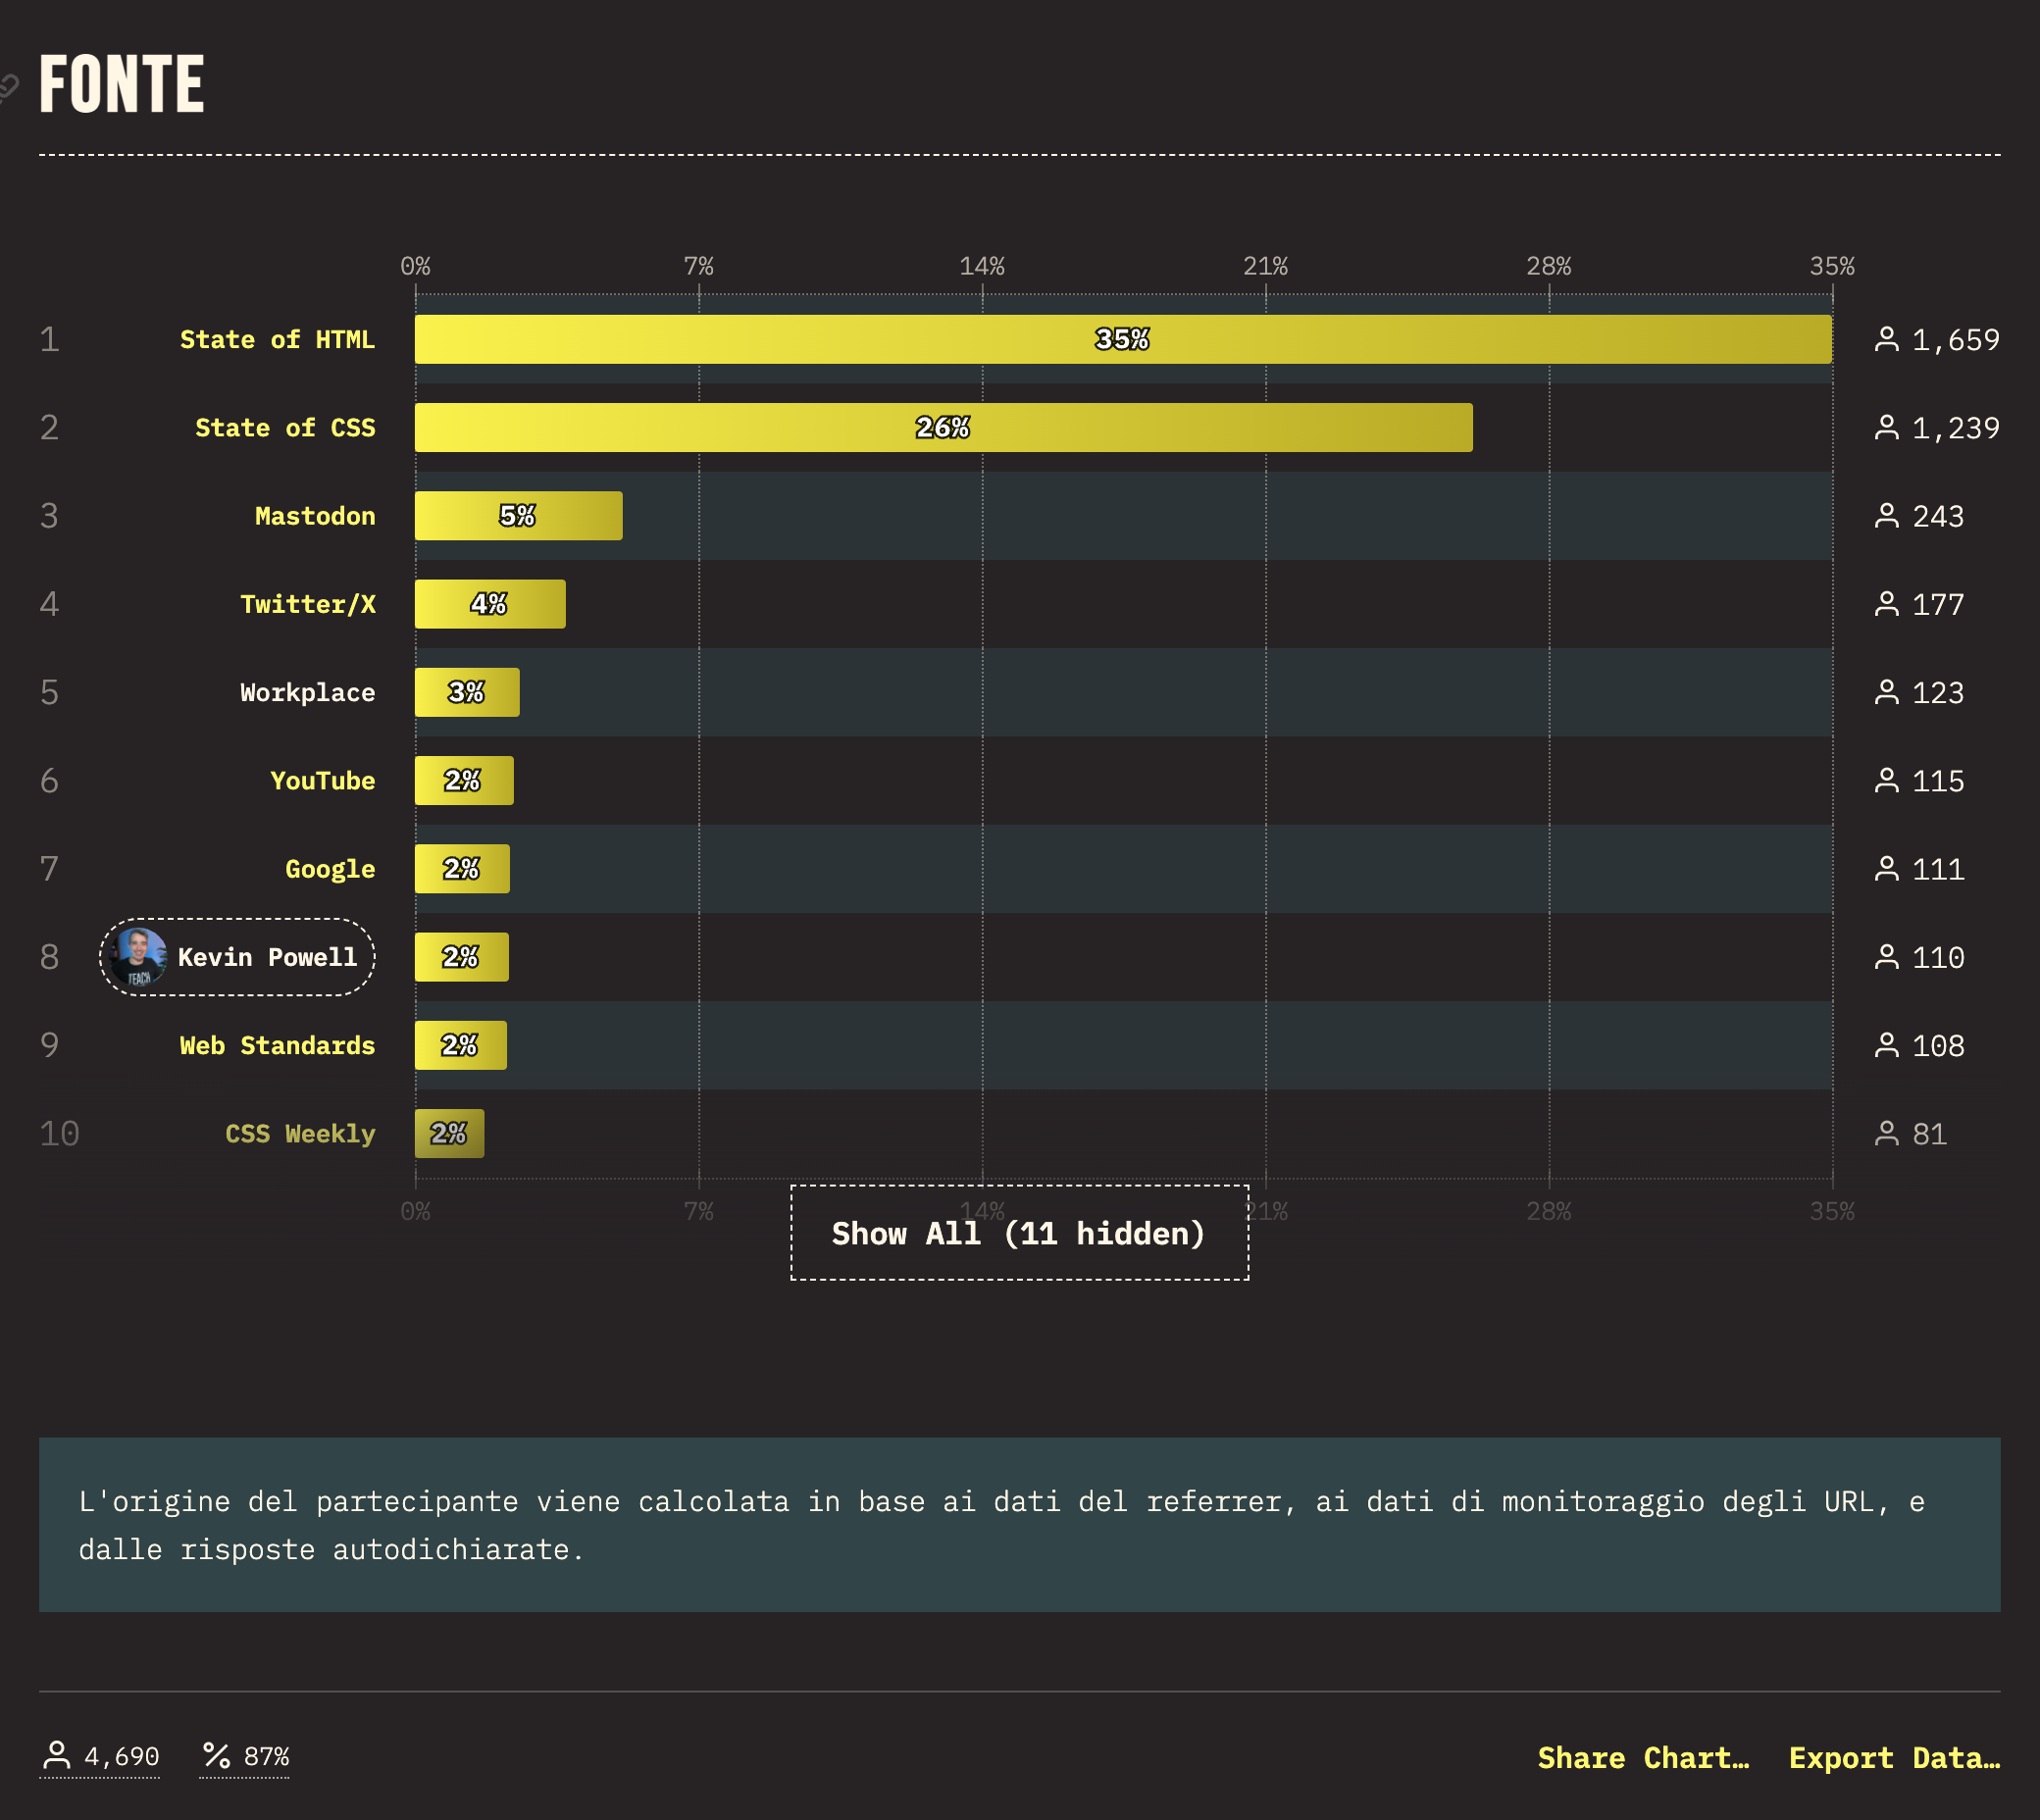 FONTE
0% 7% 14% 21% 28% 35%
1 State of HTML 35% 1,659
2 State of CSS 26% 1,239
3 Mastodon 5% 243
4 Twitter/X 4% 177
5 Workplace 3% 123
6 YouTube 2% 115
7 Google 2% 111
8 Kevin Powell 2% 110
TEACH
9 Web Standards 2% 108
10 CSS Weekly 2% 81
0% 7% 14% 21% 28% 35%
Show All (11 hidden)
L'origine del partecipante viene calcolata in base ai dati del referrer, ai dati di monitoraggio degli URL, e
dalle risposte autodichiarate.
4,690 % 87% Share Chart… Export Data…